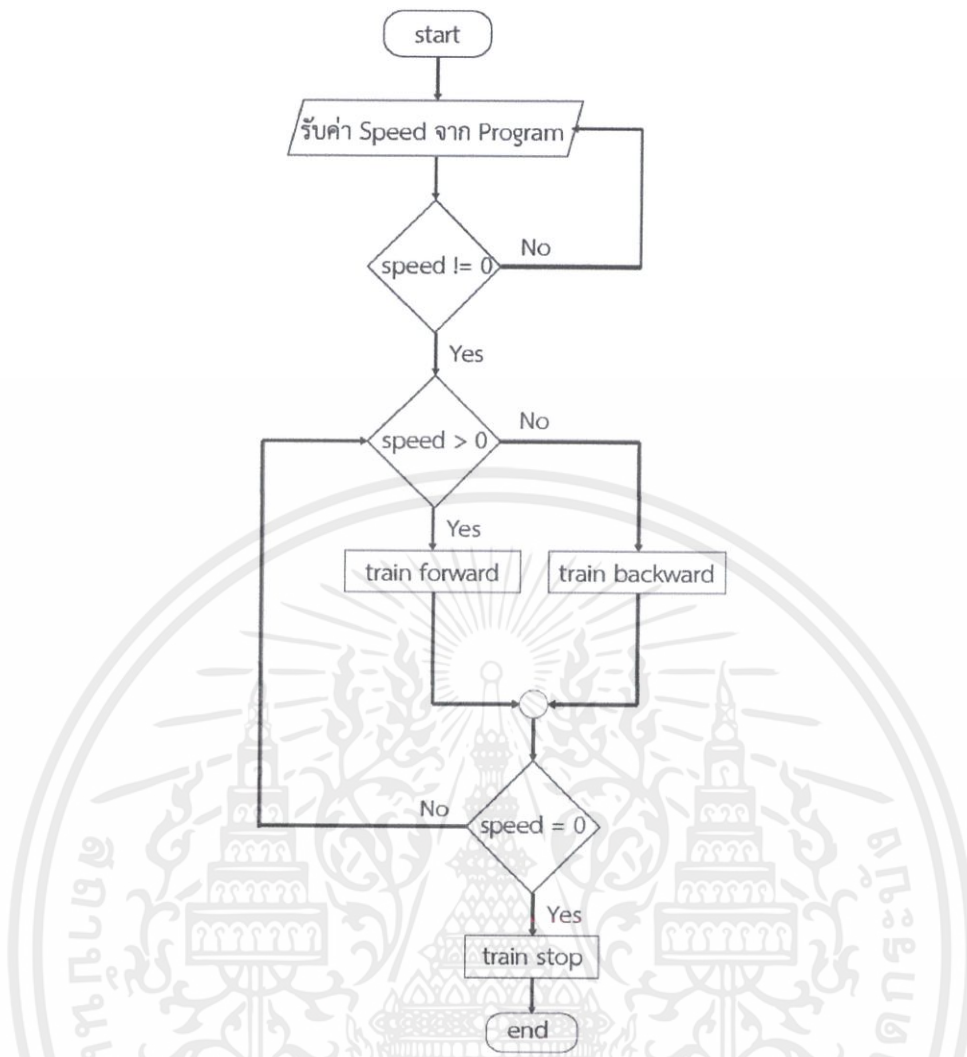 start
รับค่า Speed จาก Program
speed != 0
No
Yes
speed > 0
No
Yes
train forward
train backward
No
speed = 0
Yes
train stop
end